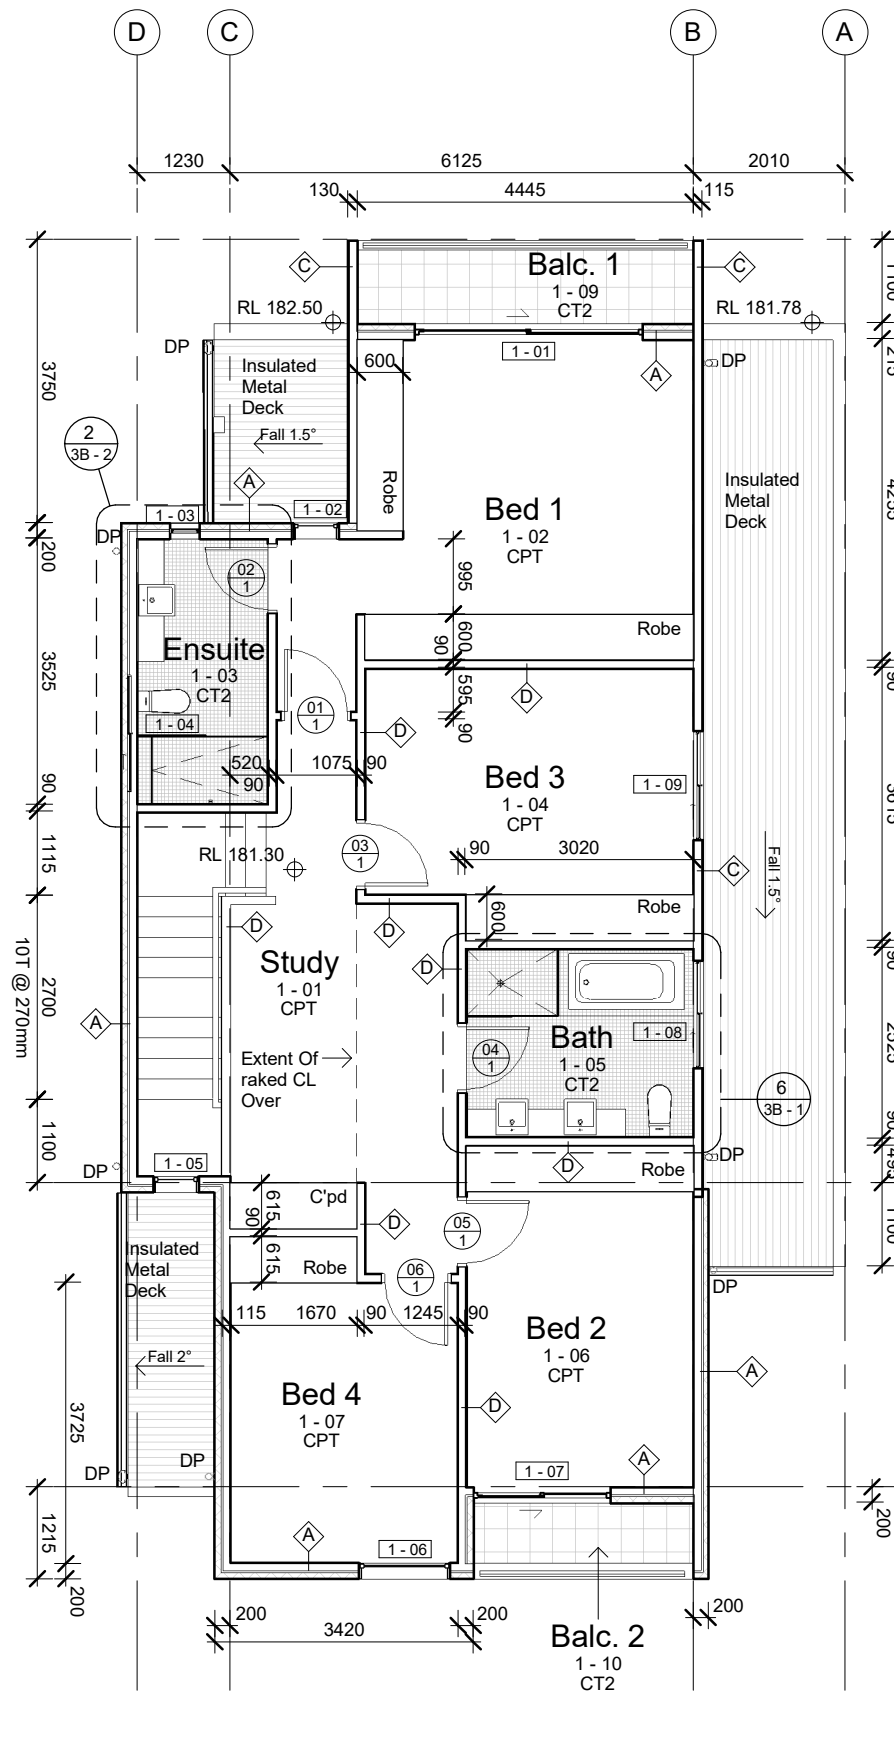 D
C
B
A
1230
6125
2010
130
4445
115
Balc. 1
1 - 09
CT2
C
C
RL 182.50
RL 181.78
DP
Insulated
Metal
Deck
600
1 - 01
A
DP
3750
Fall 1.5°
2
3B - 2
A
Robe
Bed 1
1 - 02
CPT
Insulated
Metal
Deck
1 - 03
1 - 02
DP
200
02
1
995
Ensuite
1 - 03
CT2
600
90
Robe
3525
595
D
1 - 04
01
1
D
90
520
90
1075
90
Bed 3
1 - 04
CPT
1 - 09
90
1115
RL 181.30
03
1
90
3020
C
Fall 1.5°
D
D
600
Robe
90
Study
1 - 01
CPT
D
10T @ 270mm
2700
A
Extent Of
raked CL
Over
04
1
Bath
1 - 05
CT2
1 - 08
2325
6
3B - 1
90
1100
DP
1 - 05
D
Robe
DP
615
C'pd
90
D
05
1
1100
Insulated
Metal
Deck
615
Robe
06
1
DP
115
1670
90
1245
90
Fall 2°
Bed 2
1 - 06
CPT
A
Bed 4
1 - 07
CPT
D
3725
DP
DP
1 - 07
A
1215
A
1 - 06
200
200
200
3420
200
200
Balc. 2
1 - 10
CT2